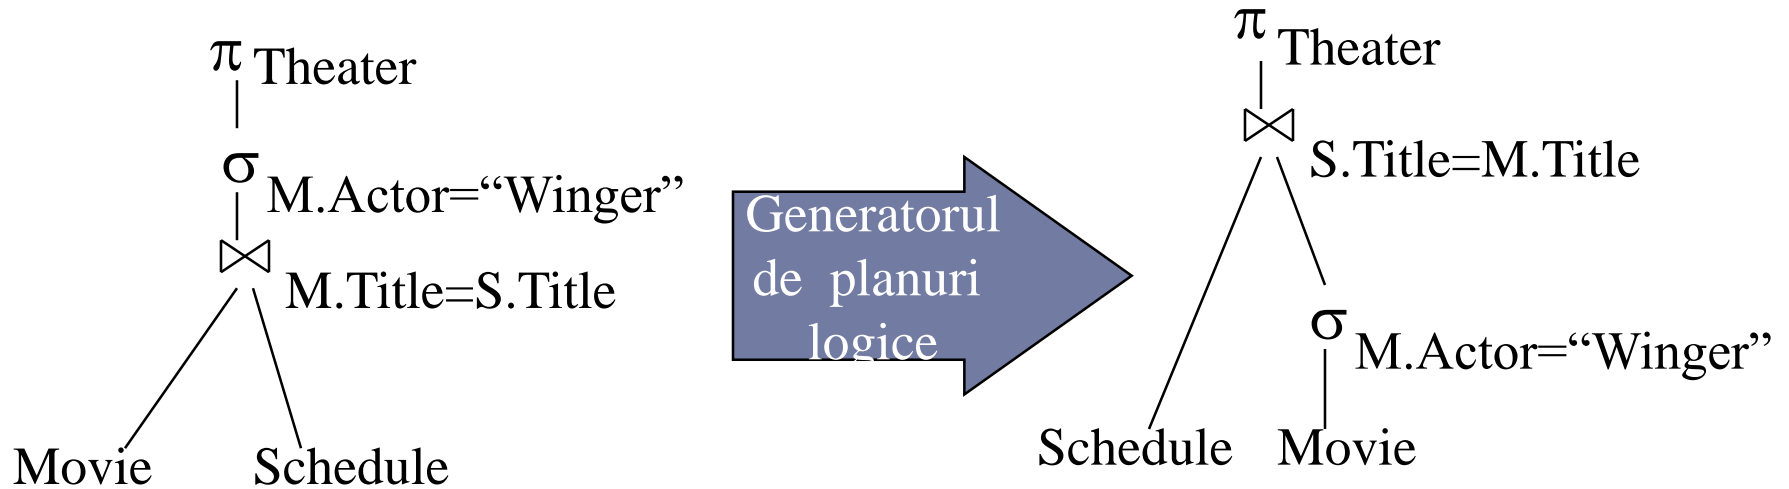 π Theater
σ M.Actor=“Winger”
⋈ M.Title=S.Title
Movie Schedule
Generatorul
de planuri
logice
π Theater
⋈ S.Title=M.Title
σ M.Actor=“Winger”
Schedule Movie